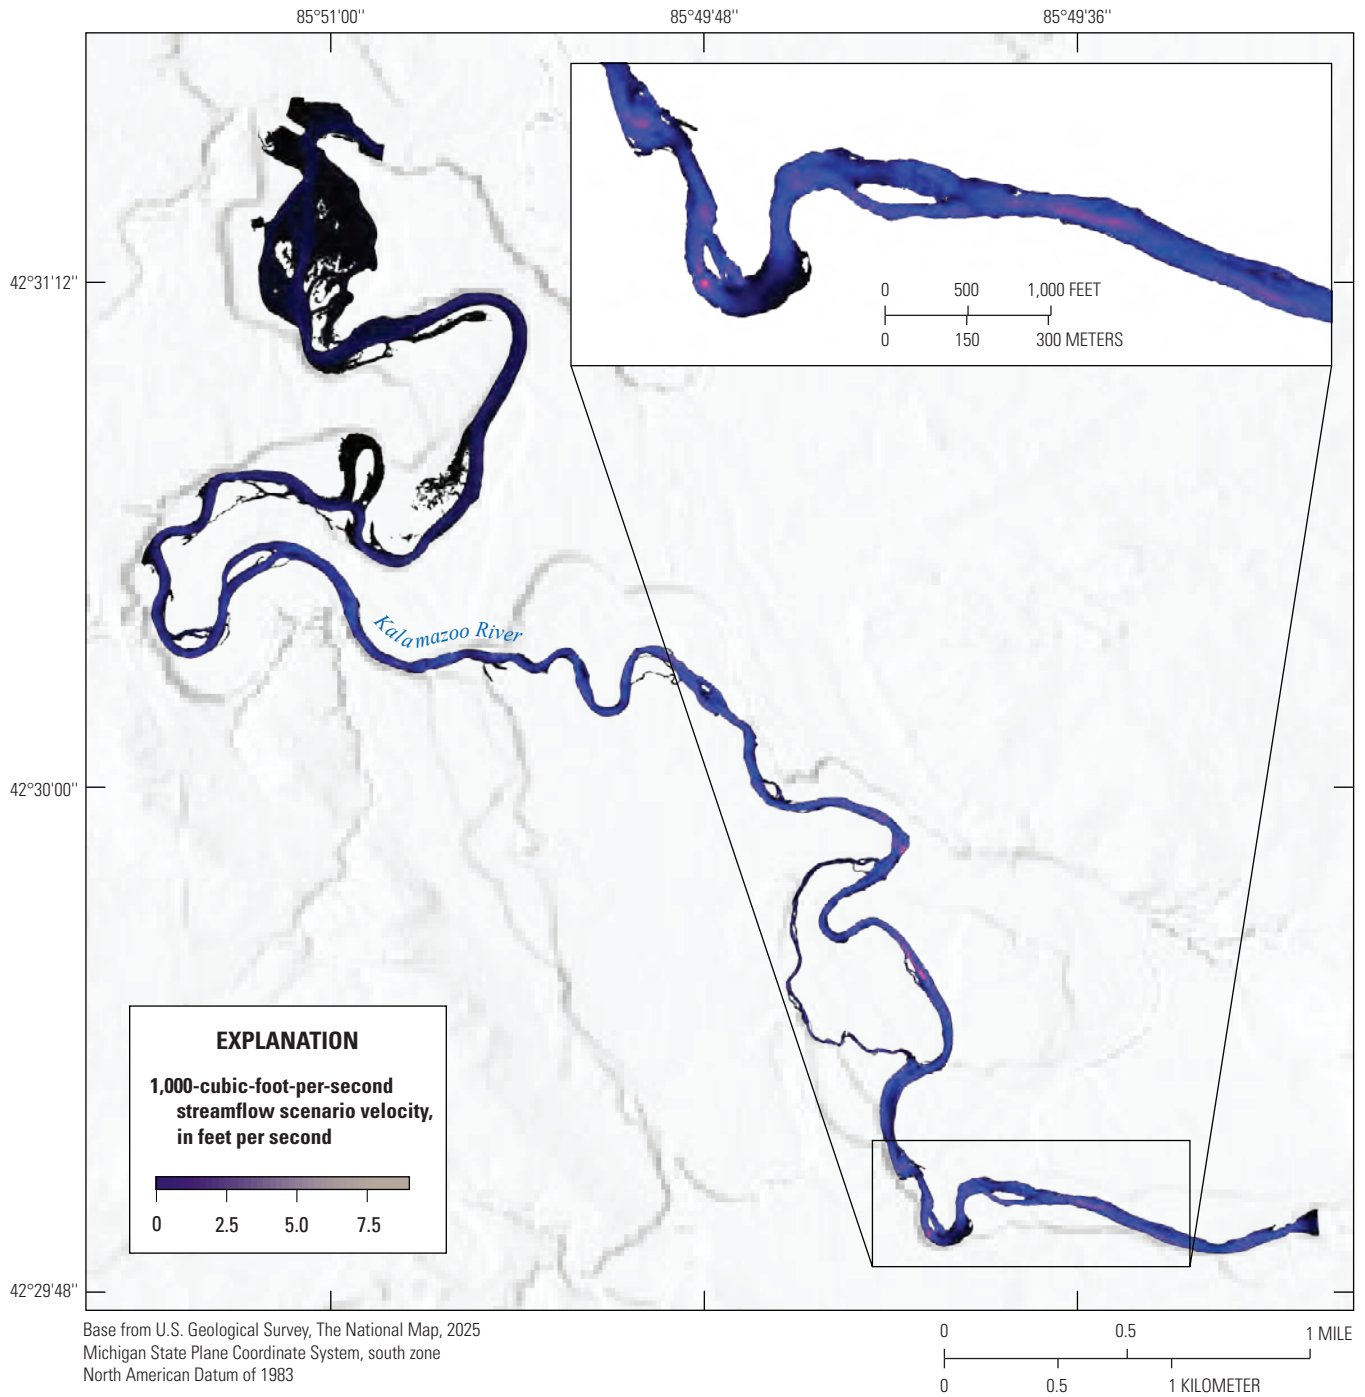 85°51'00"
85°49'48"
85°49'36"
0
500
1,000 FEET
0
150
300 METERS
42°31'12"
Kalamazoo River
42°30'00"
EXPLANATION
1,000-cubic-foot-per-second
streamflow scenario velocity,
in feet per second
0
2.5
5.0
7.5
42°29'48"
Base from U.S. Geological Survey, The National Map, 2025
Michigan State Plane Coordinate System, south zone
North American Datum of 1983
0
0.5
1 MILE
0
0.5
1 KILOMETER